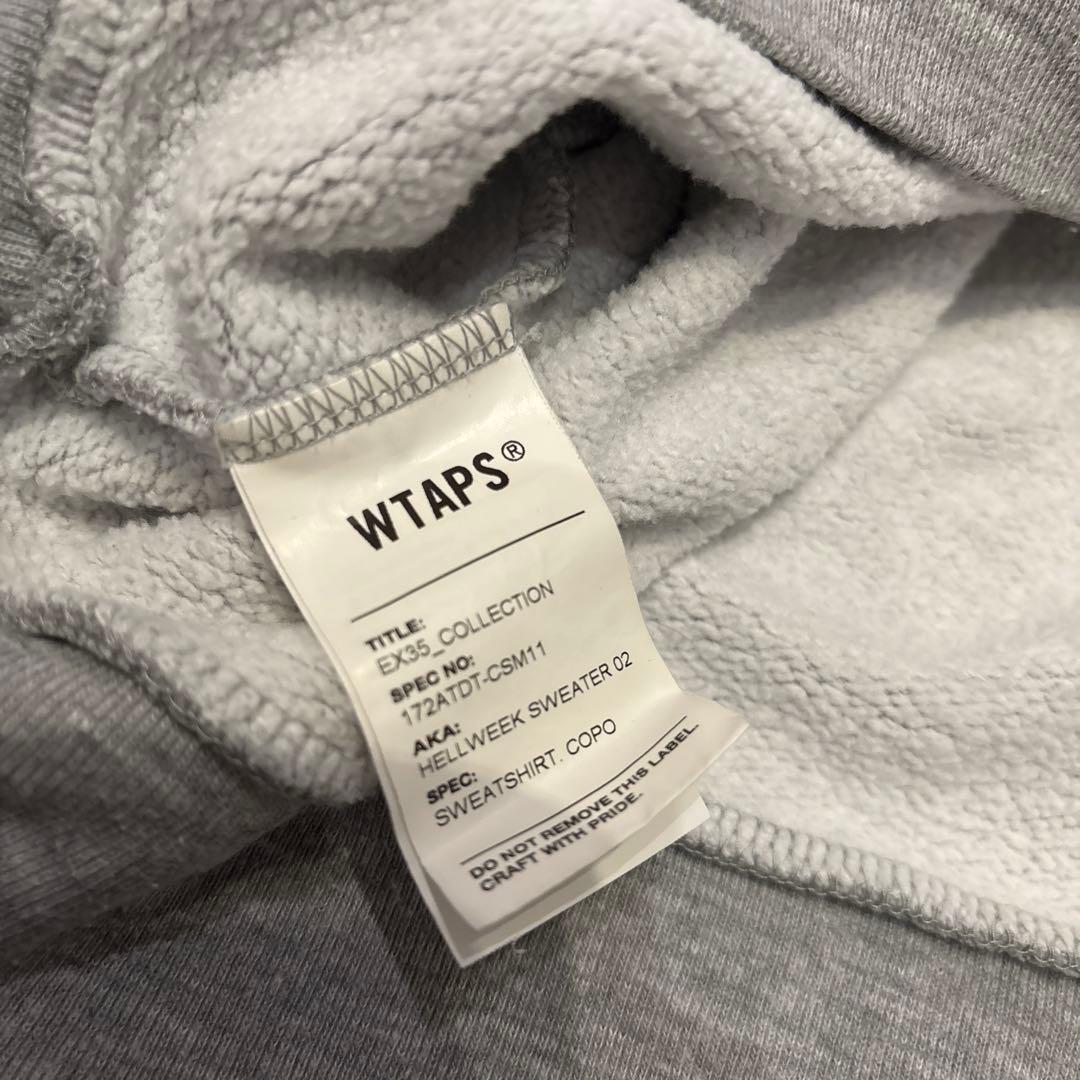 WTAPS®
TITLE:
EX35_COLLECTION
SPEC NO:
172ATDT-CSM11
AKA:
HELLWEEK SWEATER 02
SPEC:
SWEATSHIRT. COPO
DO NOT REMOVE THIS LABEL.
CRAFT WITH PRIDE.